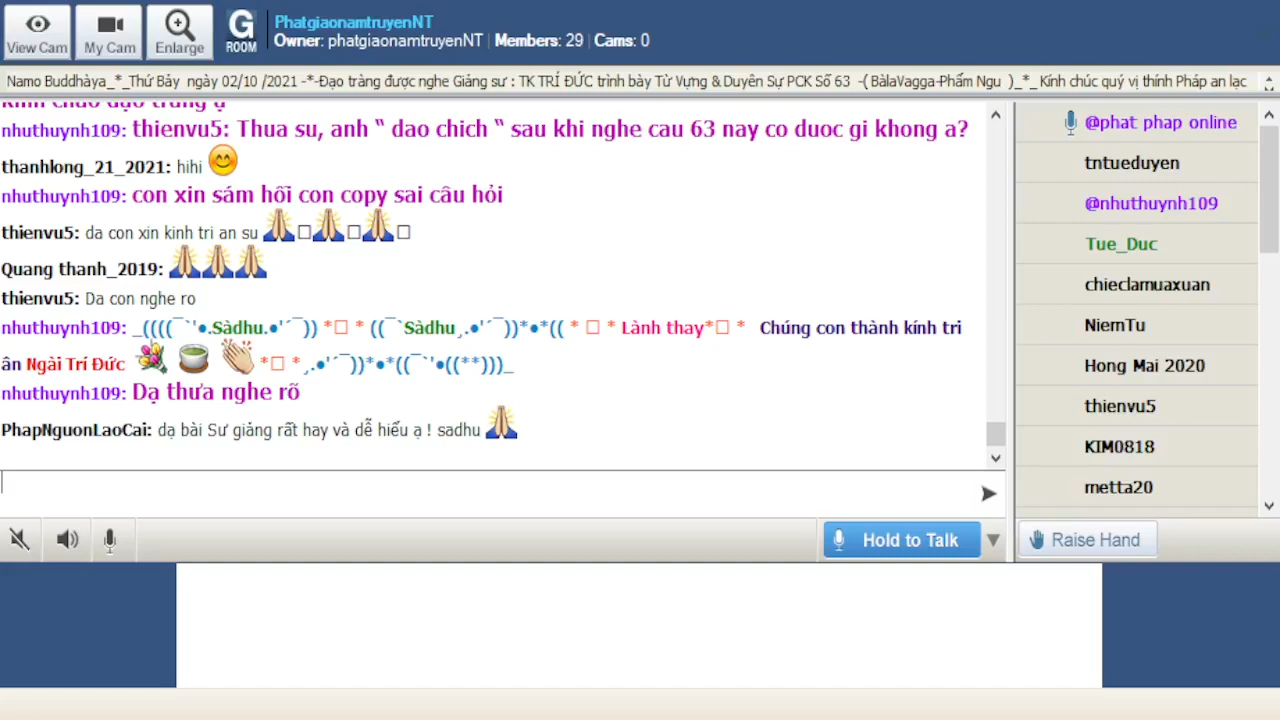 View Cam
My Cam
Enlarge
G
ROOM
PhatgiaonamtruyenNT
Owner: phatgiaonamtruyenNT | Members: 29 | Cams: 0
Namo Buddhàya_*_Thứ Bảy ngày 02/10 /2021 -*-Đạo tràng được nghe Giảng sư : TK TRÍ ĐỨC trình bày Từ Vựng & Duyên Sự PCK Số 63 -( BàlaVagga-Phẩm Ngu )_*_ Kính chúc quý vị thính Pháp an lạc
kính chào đạo tràng ạ
nhuthuynh109: thienvu5: Thua su, anh “ dao chich “ sau khi nghe cau 63 nay co duoc gi khong a?
thanhlong_21_2021: hihi 😊
nhuthuynh109: con xin sám hối con copy sai câu hỏi
thienvu5: da con xin kinh tri an su 🙏□🙏□🙏□
Quang thanh_2019: 🙏🙏🙏
thienvu5: Da con nghe ro
nhuthuynh109: _((((¯`'●.Sàdhu.●'´¯)) *□ * ((¯`Sàdhu¸.●'´¯))*●*(( * □ * Lành thay*□ * Chúng con thành kính tri
ân Ngài Trí Đức 💐 🍵 👏 *□ *¸.●'´¯))*●*((¯`'●((**)))_
nhuthuynh109: Dạ thưa nghe rõ
PhapNguonLaoCai: dạ bài Sư giảng rất hay và dễ hiểu ạ ! sadhu 🙏
@phat phap online
tntueduyen
@nhuthuynh109
Tue_Duc
chieclamuaxuan
NiemTu
Hong Mai 2020
thienvu5
KIM0818
metta20
Hold to Talk
Raise Hand